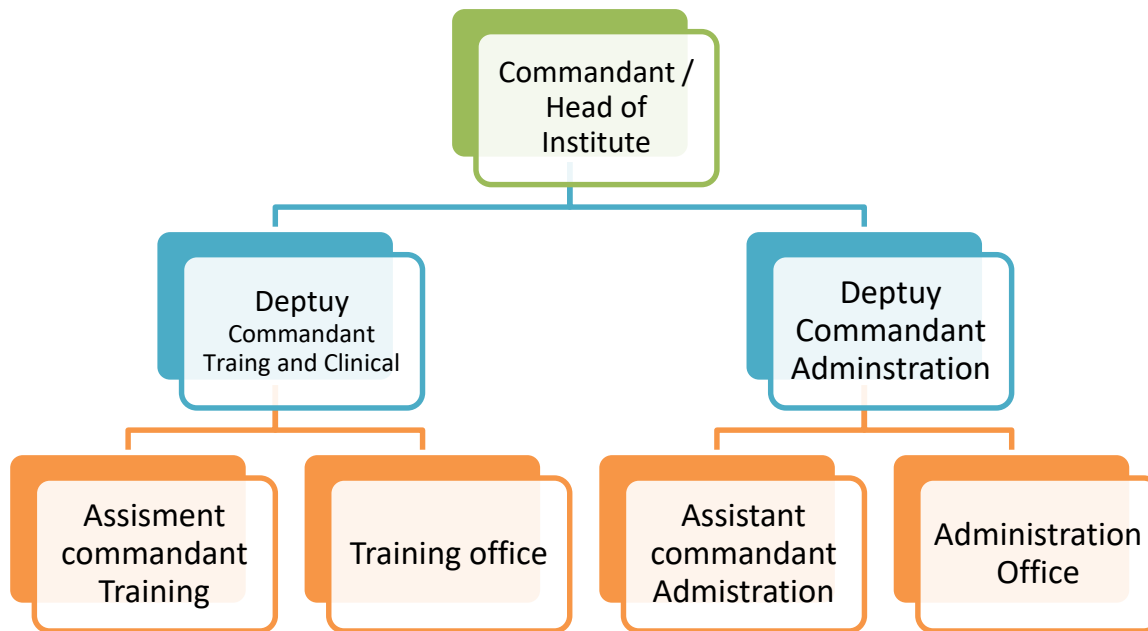 Commandant /
Head of
Institute
Deptuy
Commandant
Traing and Clinical
Deptuy
Commandant
Adminstration
Assisment
commandant
Training
Training office
Assistant
commandant
Admistration
Administration
Office